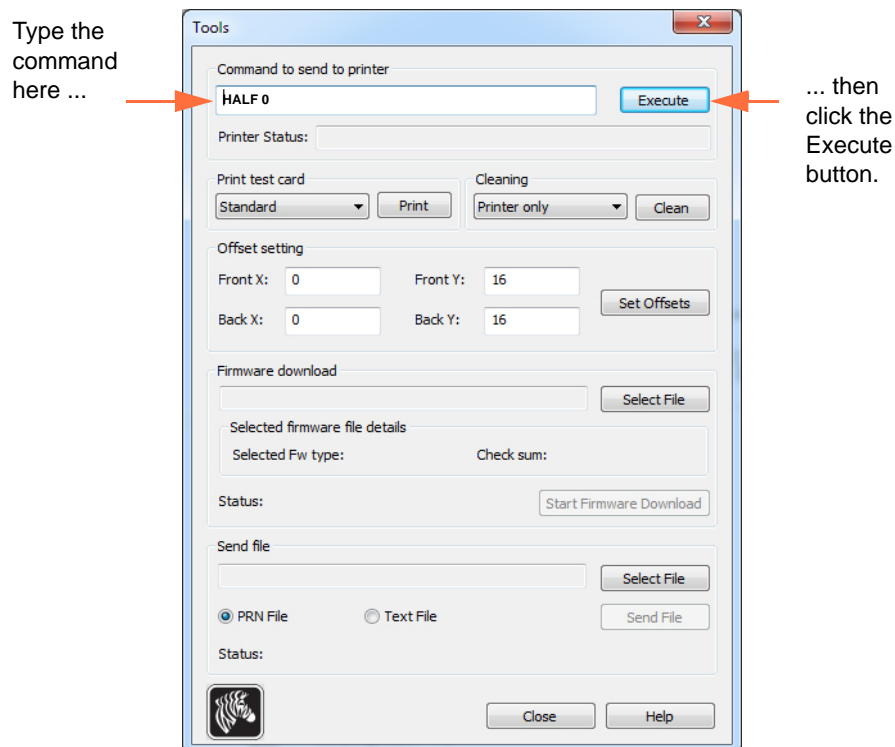 Type the
command
here ...
Tools
Command to send to printer
HALF 0
Execute
... then
click the
Execute
button.
Printer Status:
Print test card
Cleaning
Standard
Print
Printer only
Clean
Offset setting
Front X: 0 Front Y: 16
Set Offsets
Back X: 0 Back Y: 16
Firmware download
Select File
Selected firmware file details
Selected Fw type: Check sum:
Status:
Start Firmware Download
Send file
Select File
PRN File
Text File
Send File
Status:
Close
Help